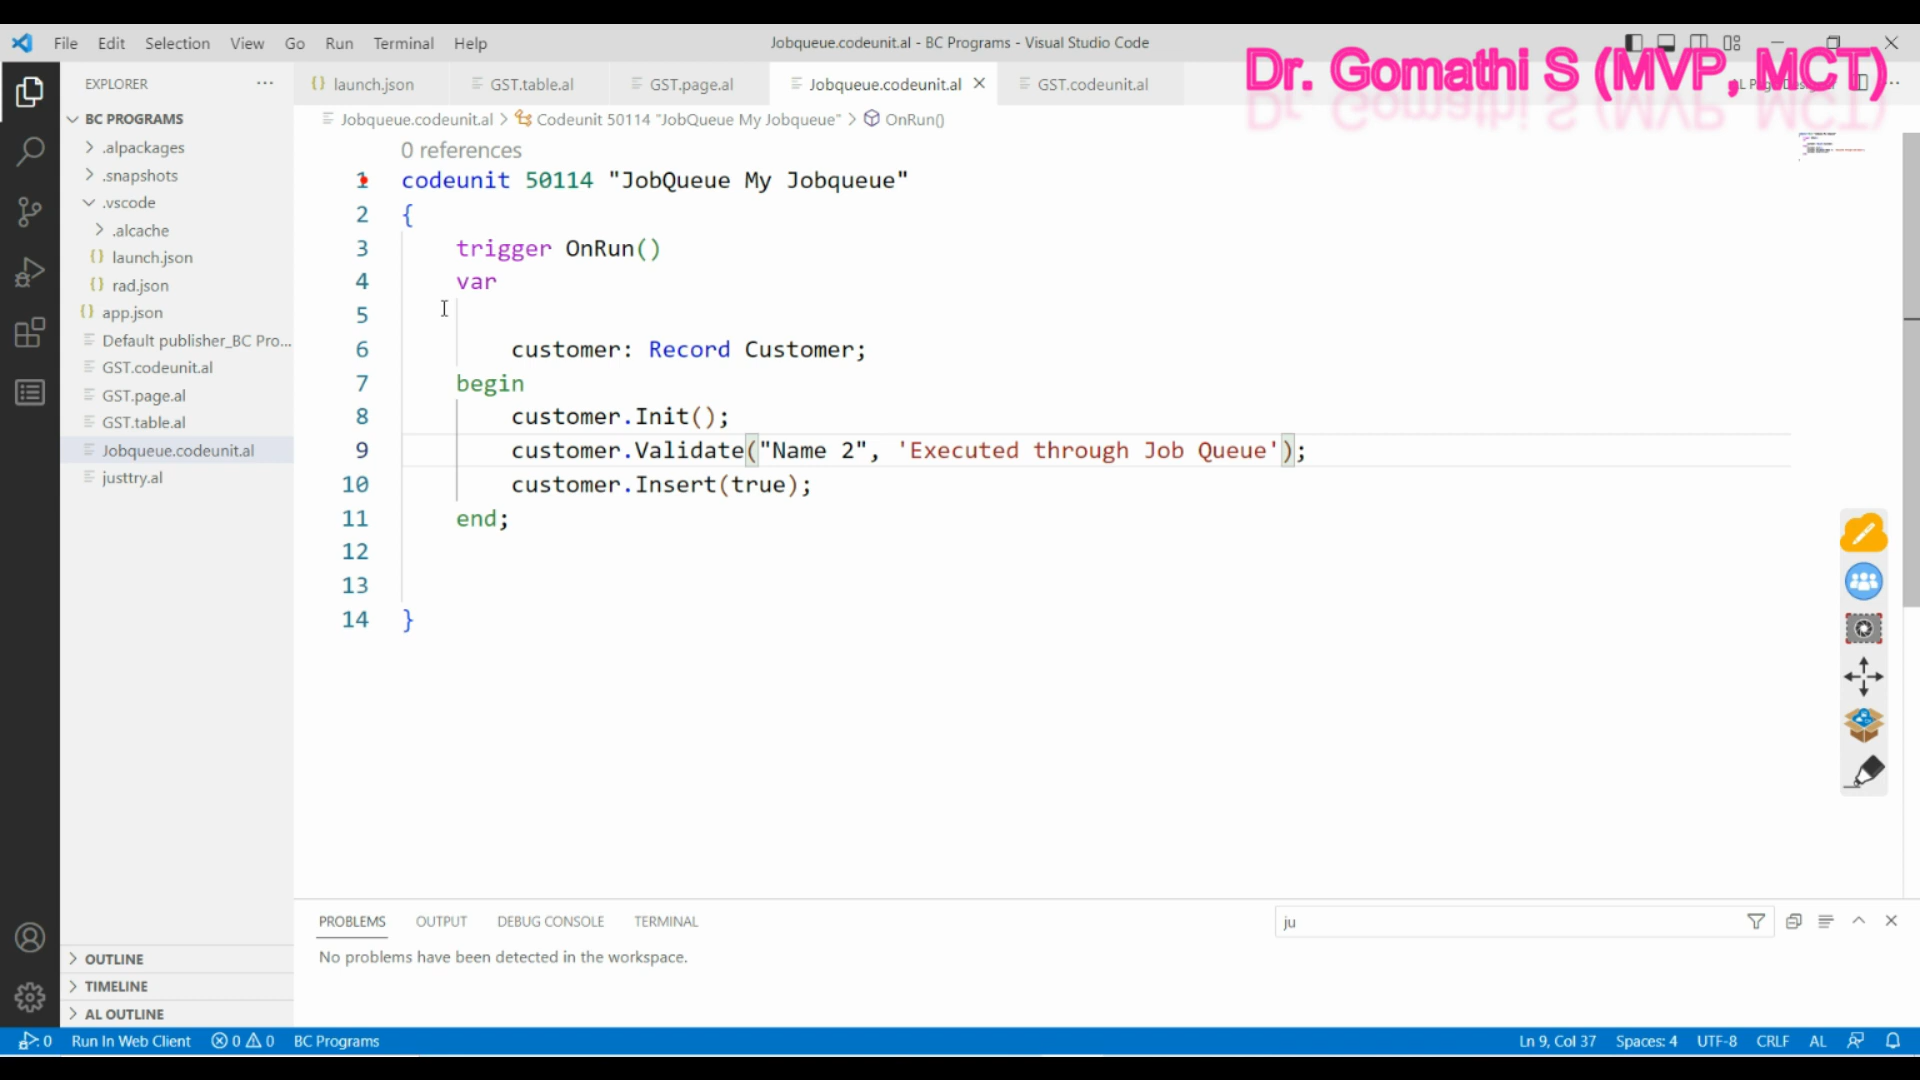 File Edit Selection View Go Run Terminal Help
Jobqueue.codeunit.al - BC Programs - Visual Studio Code
Dr. Gomathi S (MVP, MCT)
EXPLORER
launch.json
GST.table.al
GST.page.al
Jobqueue.codeunit.al
GST.codeunit.al
Jobqueue.codeunit.al > Codeunit 50114 "JobQueue My Jobqueue" > OnRun()
BC PROGRAMS
.alpackages
.snapshots
.vscode
.alcache
launch.json
rad.json
app.json
Default publisher_BC Pro...
GST.codeunit.al
GST.page.al
GST.table.al
Jobqueue.codeunit.al
justtry.al
OUTLINE
TIMELINE
AL OUTLINE
0 references
1 codeunit 50114 "JobQueue My Jobqueue"
2 {
3 trigger OnRun()
4 var
5
6 customer: Record Customer;
7 begin
8 customer.Init();
9 customer.Validate("Name 2", 'Executed through Job Queue');
10 customer.Insert(true);
11 end;
12
13
14 }
PROBLEMS OUTPUT DEBUG CONSOLE TERMINAL
ju
No problems have been detected in the workspace.
0 Run In Web Client 0 0 BC Programs
Ln 9, Col 37 Spaces: 4 UTF-8 CRLF AL